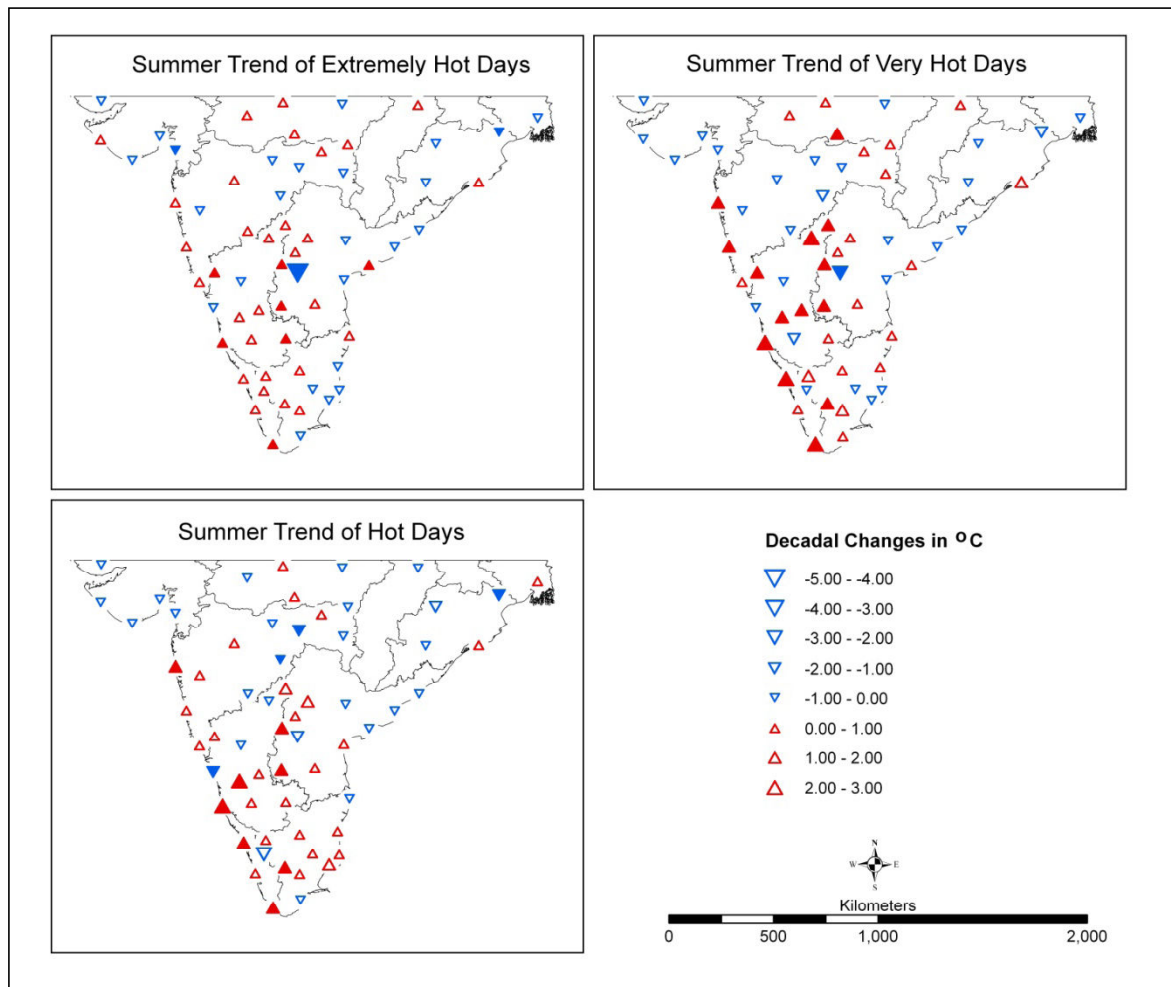 Summer Trend of Extremely Hot Days
Summer Trend of Very Hot Days
Summer Trend of Hot Days
Decadal Changes in ᴼC
-5.00 - -4.00
-4.00 - -3.00
-3.00 - -2.00
-2.00 - -1.00
-1.00 - 0.00
0.00 - 1.00
1.00 - 2.00
2.00 - 3.00
N
W E
S
Kilometers
0 500 1,000 2,000